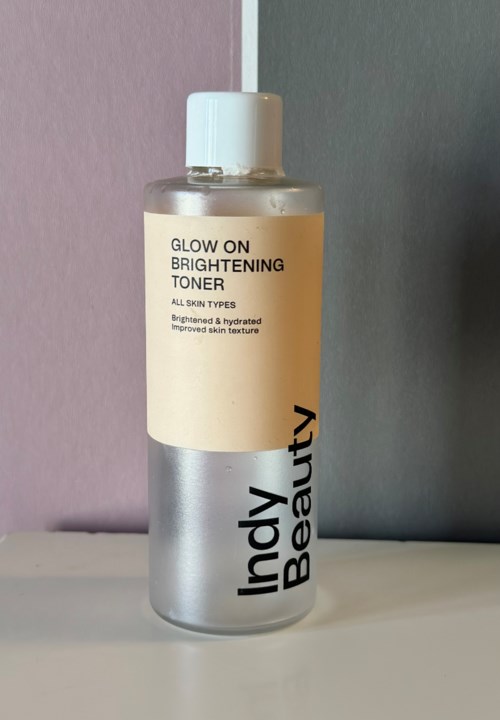 GLOW ON
BRIGHTENING
TONER
ALL SKIN TYPES
Brightened & hydrated
Improved skin texture
Indy
Beauty